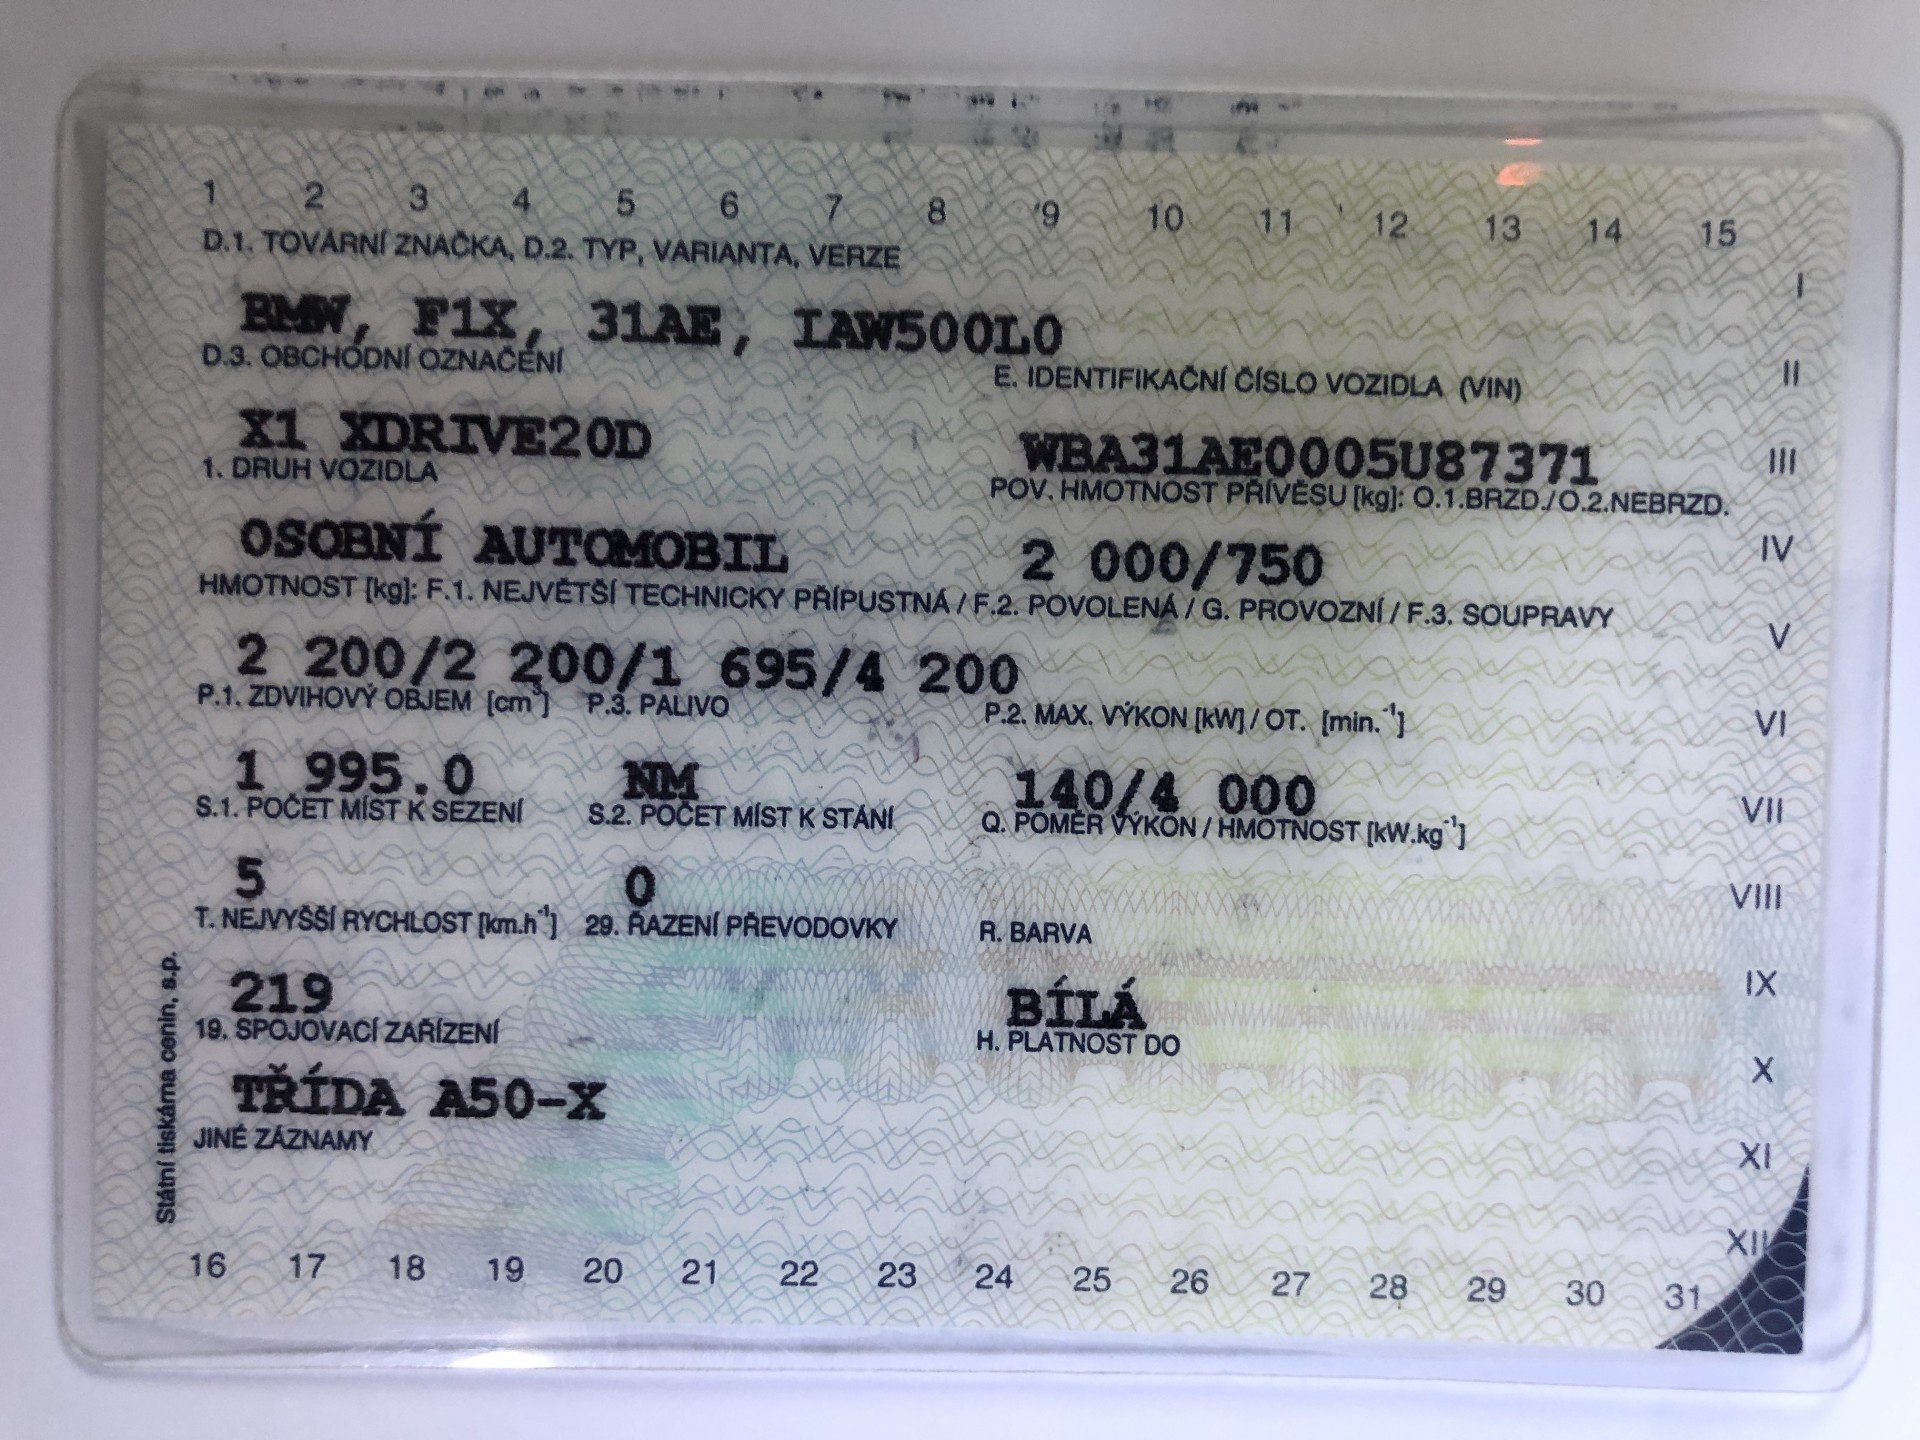 1 2 3 4 5 6 7 8 9 10 11 12 13 14 15
D.1. TOVÁRNÍ ZNAČKA, D.2. TYP, VARIANTA, VERZE
I
BMW, F1X, 31AE, IAW500L0
D.3. OBCHODNÍ OZNAČENÍ E. IDENTIFIKAČNÍ ČÍSLO VOZIDLA (VIN)
II
X1 XDRIVE20D WBA31AE0005U87371
III
1. DRUH VOZIDLA POV. HMOTNOST PŘÍVĚSU [kg]: O.1.BRZD./O.2.NEBRZD.
OSOBNÍ AUTOMOBIL 2 000/750
IV
HMOTNOST [kg]: F.1. NEJVĚTŠÍ TECHNICKY PŘÍPUSTNÁ / F.2. POVOLENÁ / G. PROVOZNÍ / F.3. SOUPRAVY
V
2 200/2 200/1 695/4 200
P.1. ZDVIHOVÝ OBJEM [cm³] P.3. PALIVO P.2. MAX. VÝKON [kW] / OT. [min.⁻¹]
VI
1 995.0 NM 140/4 000
VII
S.1. POČET MÍST K SEZENÍ S.2. POČET MÍST K STÁNÍ Q. POMĚR VÝKON / HMOTNOST [kW.kg⁻¹]
5 0
VIII
T. NEJVYŠŠÍ RYCHLOST [km.h⁻¹] 29. ŘAZENÍ PŘEVODOVKY R. BARVA
IX
219 BÍLÁ
19. SPOJOVACÍ ZAŘÍZENÍ H. PLATNOST DO
X
TŘÍDA A50-X
JINÉ ZÁZNAMY
XI
XII
16 17 18 19 20 21 22 23 24 25 26 27 28 29 30 31
Státní tiskárna cenin, s.p.